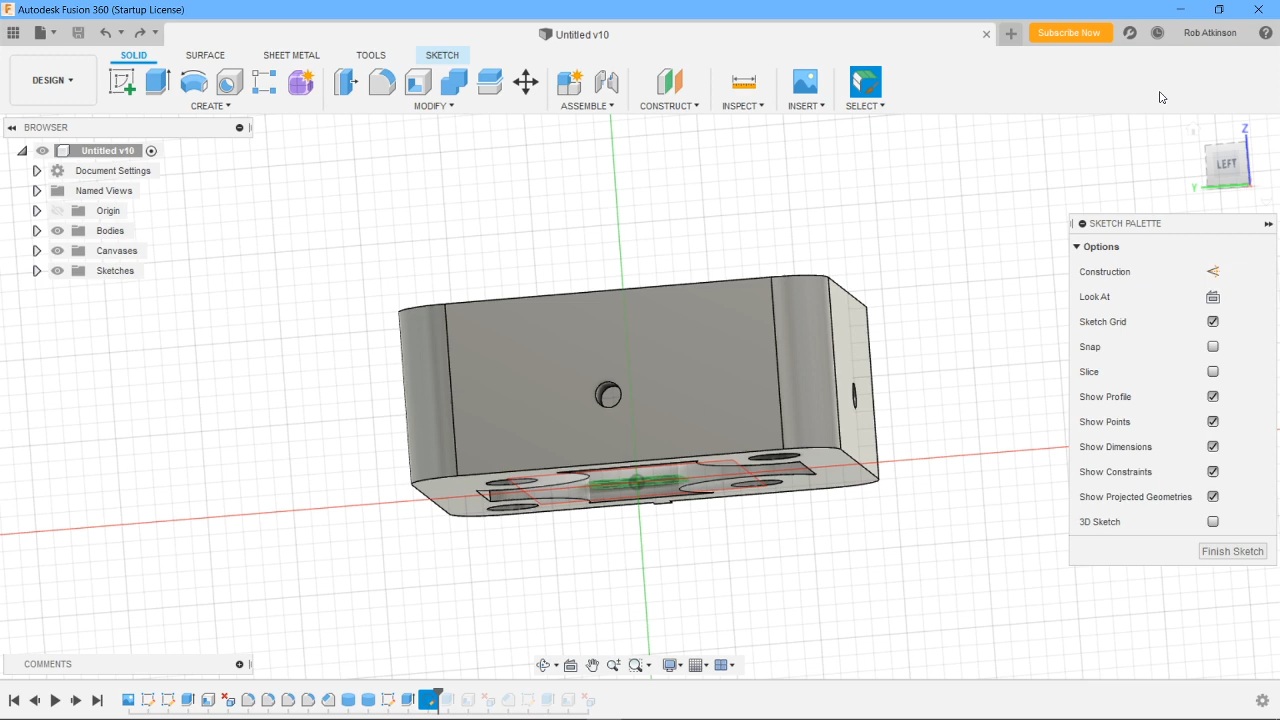 Autodesk Fusion 360 (Startup License)
Untitled v10
Subscribe Now
Rob Atkinson
SOLID SURFACE SHEET METAL TOOLS SKETCH
DESIGN
CREATE MODIFY ASSEMBLE CONSTRUCT INSPECT INSERT SELECT
BROWSER
Untitled v10
Document Settings
Named Views
Origin
Bodies
Canvases
Sketches
Z
LEFT
Y
SKETCH PALETTE
Options
Construction
Look At
Sketch Grid
Snap
Slice
Show Profile
Show Points
Show Dimensions
Show Constraints
Show Projected Geometries
3D Sketch
Finish Sketch
COMMENTS